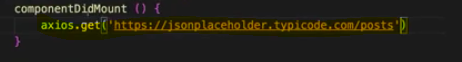 componentDidMount () {
axios.get('https://jsonplaceholder.typicode.com/posts')
}